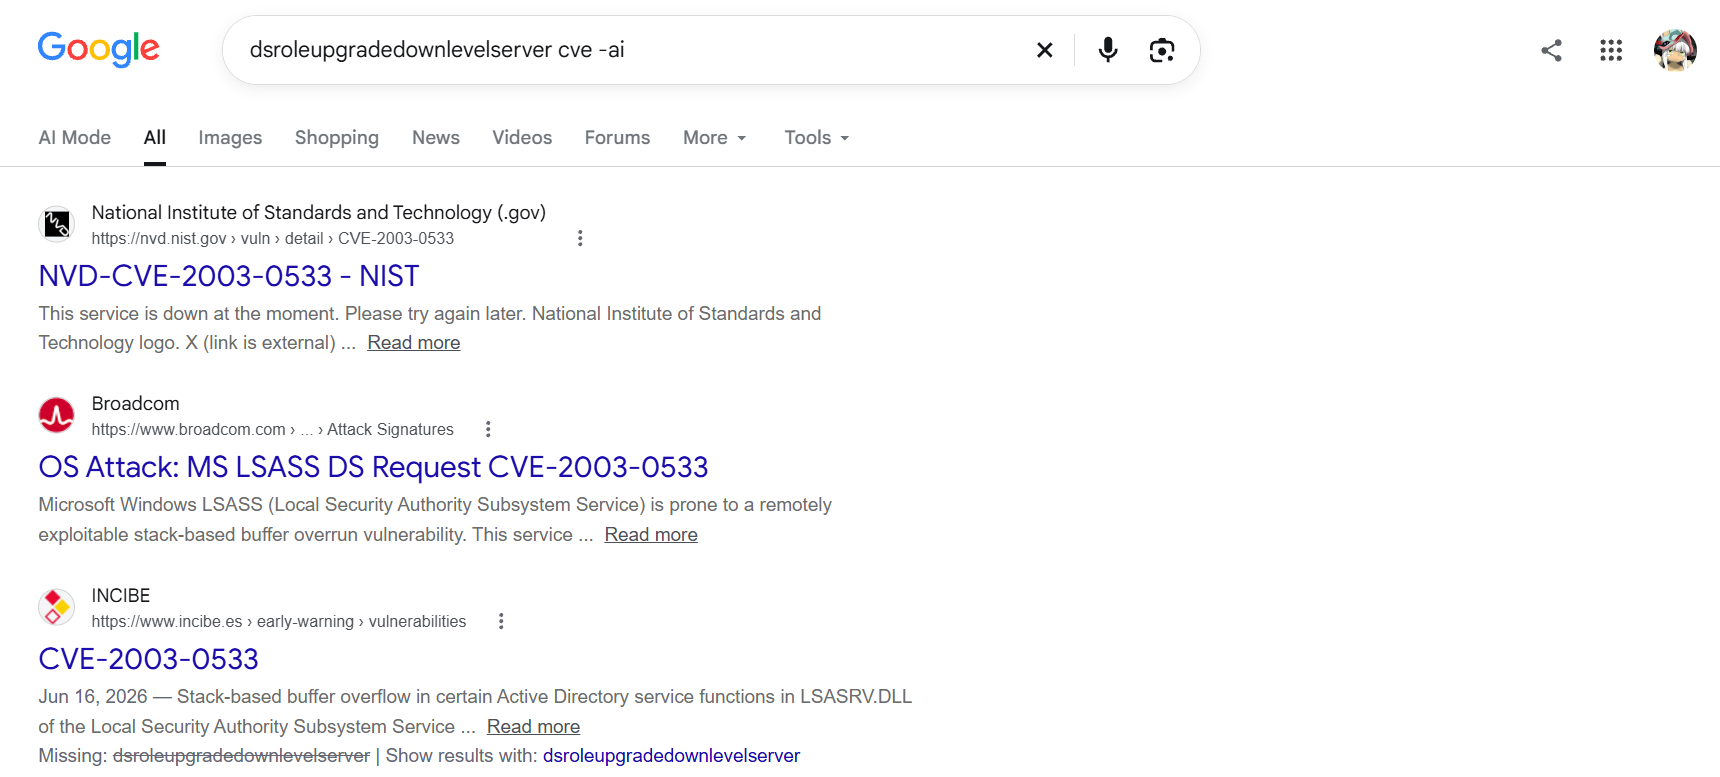 Google
dsroleupgradedownlevelserver cve -ai
AI Mode All Images Shopping News Videos Forums More Tools
National Institute of Standards and Technology (.gov)
https://nvd.nist.gov › vuln › detail › CVE-2003-0533
NVD-CVE-2003-0533 - NIST
This service is down at the moment. Please try again later. National Institute of Standards and
Technology logo. X (link is external) ... Read more
Broadcom
https://www.broadcom.com › ... › Attack Signatures
OS Attack: MS LSASS DS Request CVE-2003-0533
Microsoft Windows LSASS (Local Security Authority Subsystem Service) is prone to a remotely
exploitable stack-based buffer overrun vulnerability. This service ... Read more
INCIBE
https://www.incibe.es › early-warning › vulnerabilities
CVE-2003-0533
Jun 16, 2026 — Stack-based buffer overflow in certain Active Directory service functions in LSASRV.DLL
of the Local Security Authority Subsystem Service ... Read more
Missing: dsroleupgradedownlevelserver | Show results with: dsroleupgradedownlevelserver